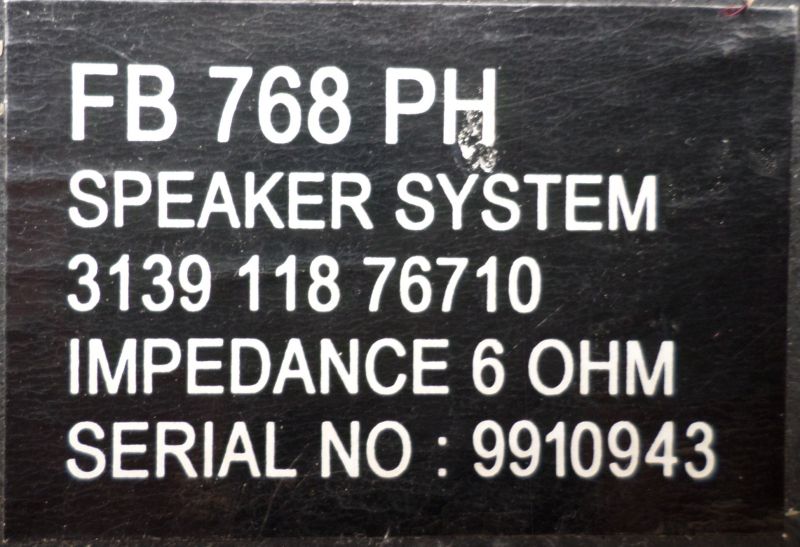 FB 768 PH
SPEAKER SYSTEM
3139 118 76710
IMPEDANCE 6 OHM
SERIAL NO : 9910943